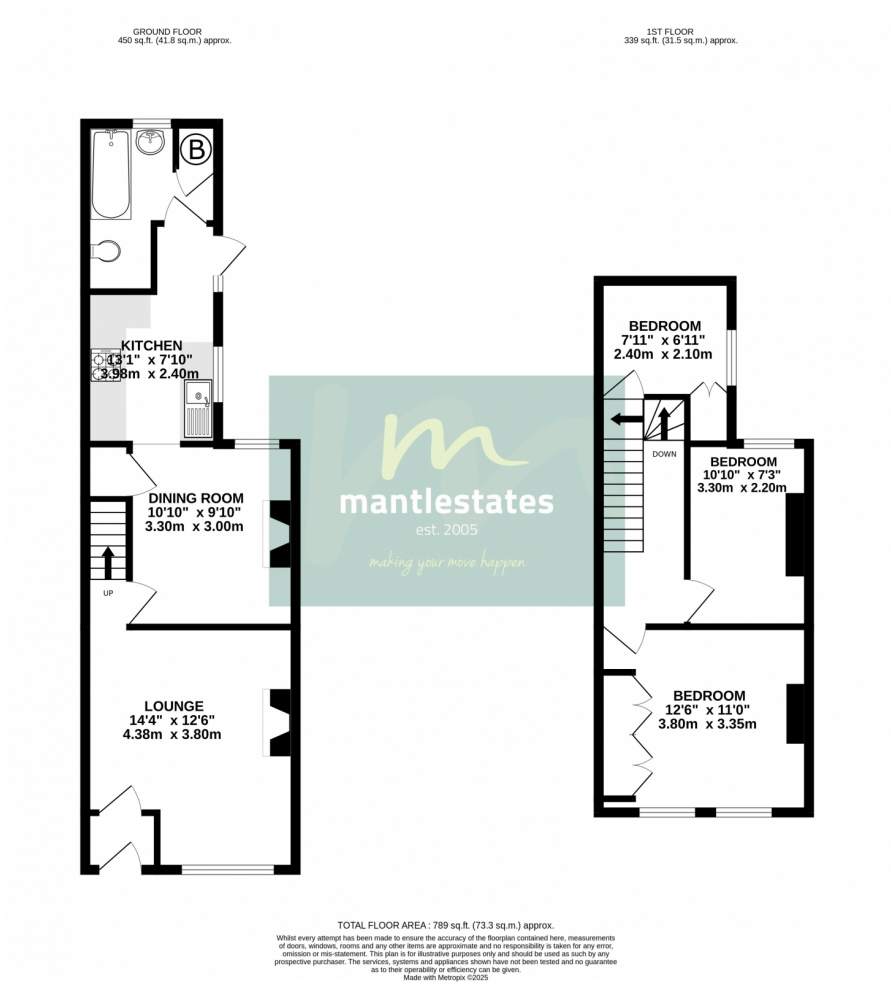 GROUND FLOOR
450 sq.ft. (41.8 sq.m.) approx.
1ST FLOOR
339 sq.ft. (31.5 sq.m.) approx.
B
KITCHEN
13'1" x 7'10"
3.98m x 2.40m
DINING ROOM
10'10" x 9'10"
3.30m x 3.00m
UP
LOUNGE
14'4" x 12'6"
4.38m x 3.80m
mantlestates
est. 2005
making your move happen
BEDROOM
7'11" x 6'11"
2.40m x 2.10m
DOWN
BEDROOM
10'10" x 7'3"
3.30m x 2.20m
BEDROOM
12'6" x 11'0"
3.80m x 3.35m
TOTAL FLOOR AREA : 789 sq.ft. (73.3 sq.m.) approx.
Whilst every attempt has been made to ensure the accuracy of the floorplan contained here, measurements
of doors, windows, rooms and any other items are approximate and no responsibility is taken for any error,
omission or mis-statement. This plan is for illustrative purposes only and should be used as such by any
prospective purchaser. The services, systems and appliances shown have not been tested and no guarantee
as to their operability or efficiency can be given.
Made with Metropix ©2025